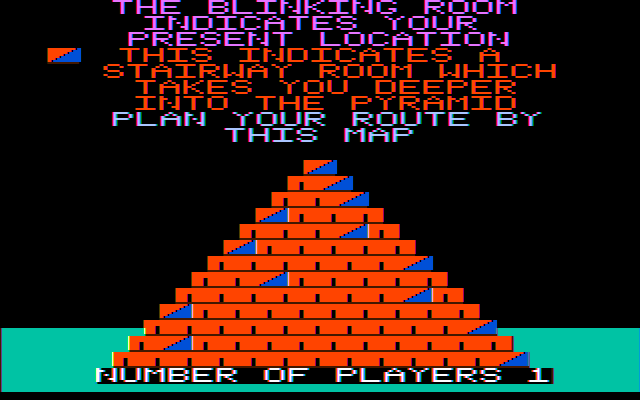 THE BLINKING ROOM
INDICATES YOUR
PRESENT LOCATION
THIS INDICATES A
STAIRWAY ROOM WHICH
TAKES YOU DEEPER
INTO THE PYRAMID
PLAN YOUR ROUTE BY
THIS MAP
NUMBER OF PLAYERS 1